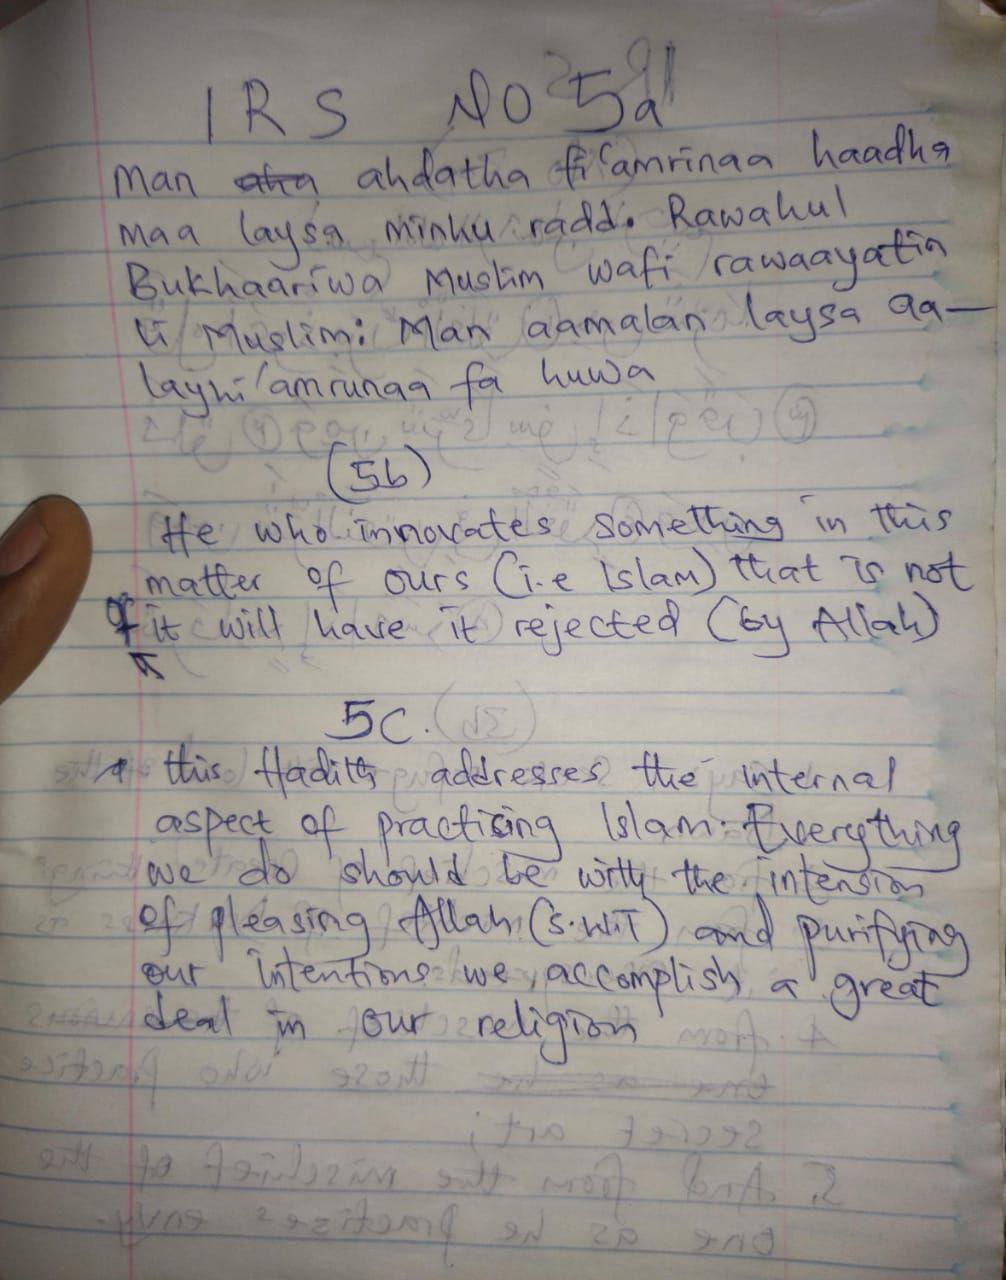 IRS NO 5a
Man ahdatha fi 'amrinaa haadha
maa laysa minhu radd. Rawahul
Bukhaariwa Muslim wafi rawaayatin
li Muslim: Man aamalan laysa aa-
layhi 'amrunaa fa huwa
(5b)
He who innovates something in this
matter of ours (i.e Islam) that is not
of it will have it rejected (by Allah)
5C.
this Hadith addresses the internal
aspect of practicing Islam. Everything
we do should be with the intension
of pleasing Allah (S.W.T) and purifying
our intentions we accomplish a great
deal in our religion